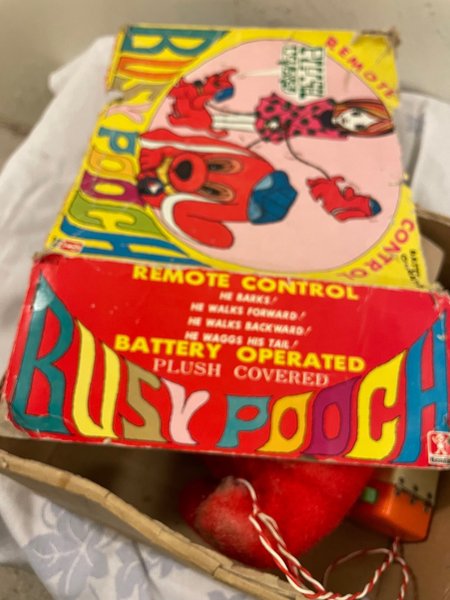 BUSY POOCH
REMOTE
CONTROL
REMOTE CONTROL
HE BARKS!
HE WALKS FORWARD!
HE WALKS BACKWARD!
HE WAGGS HIS TAIL!
BATTERY OPERATED
PLUSH COVERED
BUSY POOCH